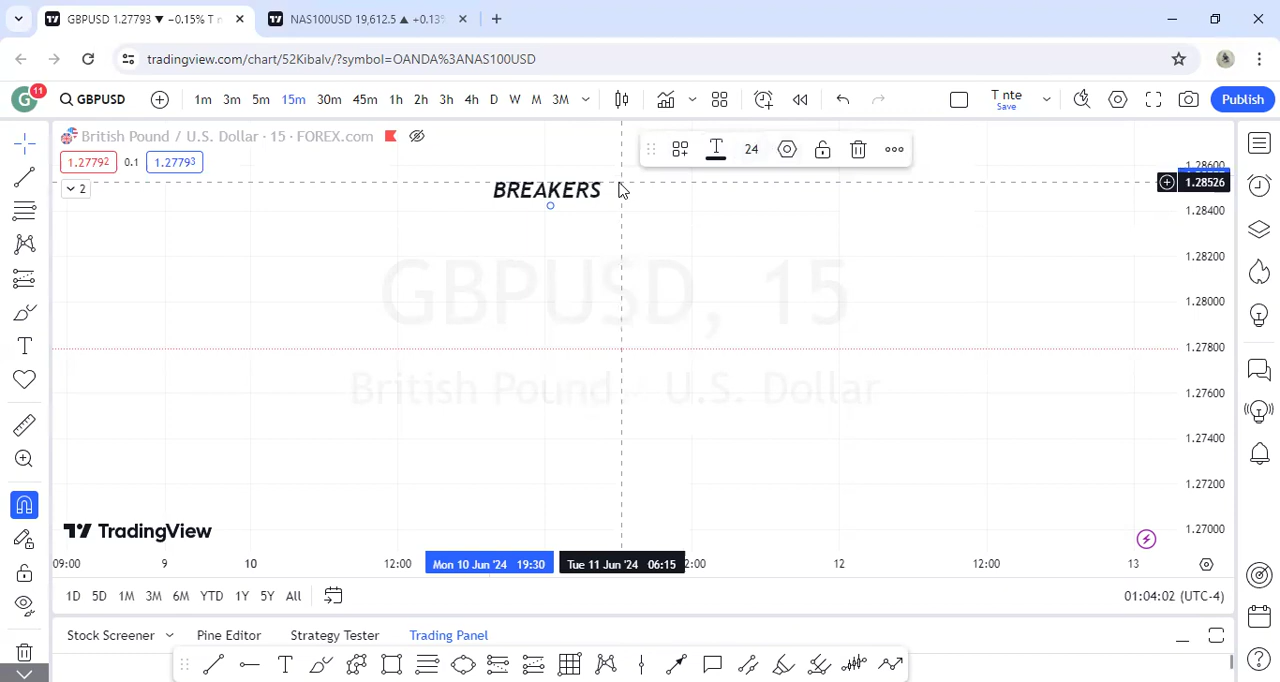 GBPUSD 1.27793 ▼ −0.15% T
NAS100USD 19,612.5 ▲ +0.13%
tradingview.com/chart/52Kibalv/?symbol=OANDA%3ANAS100USD
G 11 GBPUSD 1m 3m 5m 15m 30m 45m 1h 2h 3h 4h D W M 3M T nte Save Publish
British Pound / U.S. Dollar · 15 · FOREX.com
24
1.27792 0.1 1.27793
2
BREAKERS
GBPUSD, 15
British Pound / U.S. Dollar
1.28600
1.28526
1.28400
1.28200
1.28000
1.27800
1.27600
1.27400
1.27200
1.27000
TradingView
09:00 9 10 12:00 Mon 10 Jun '24 19:30 Tue 11 Jun '24 06:15 2:00 12 12:00 13
1D 5D 1M 3M 6M YTD 1Y 5Y All 01:04:02 (UTC-4)
Stock Screener Pine Editor Strategy Tester Trading Panel